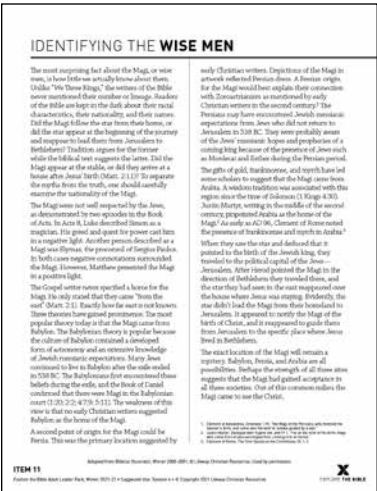 IDENTIFYING THE WISE MEN
The most surprising fact about the Magi, or wise
men, is how little we actually know about them.
Unlike "We Three Kings," the writers of the Bible
never mentioned their number or lineage. Readers
of the Bible are kept in the dark about their racial
characteristics, their nationality, and their names.
Did the Magi follow the star from their home, or
did the star appear at the beginning of the journey
and reappear to lead them from Jerusalem to
Bethlehem? Tradition argues for the former
while the biblical text suggests the latter. Did the
Magi appear at the stable, or did they arrive at a
house after Jesus' birth (Matt. 2:11)? To separate
the myths from the truth, one should carefully
examine the nationality of the Magi.
The Magi were not well respected by the Jews,
as demonstrated by two episodes in the Book
of Acts. In Acts 8, Luke described Simon as a
magician. His greed and quest for power cast him
in a negative light. Another person described as a
Magi was Elymas, the proconsul of Sergius Paulus.
In both cases negative connotations surrounded
the Magi. However, Matthew presented the Magi
in a positive light.
The Gospel writer never specified a home for the
Magi. He only stated that they came "from the
east" (Matt. 2:1). Exactly how far east is not known.
Three theories have gained prominence. The most
popular theory today is that the Magi came from
Babylon. The Babylonian theory is popular because
the culture of Babylon contained a developed
form of astronomy and an extensive knowledge
of Jewish messianic expectations. Many Jews
continued to live in Babylon after the exile ended
in 538 BC. The Babylonians first encountered these
beliefs during the exile, and the Book of Daniel
confirmed that there were Magi in the Babylonian
court (1:20; 2:2; 4:7,9; 5:11). The weakness of this
view is that no early Christian writers suggested
Babylon as the home of the Magi.
A second point of origin for the Magi could be
Persia. This was the primary location suggested by
early Christian writers. Depictions of the Magi in
artwork reflected Persian dress. A Persian origin
for the Magi would best explain their connection
with Zoroastrianism as mentioned by early
Christian writers in the second century.¹ The
Persians may have encountered Jewish messianic
expectations from Jews who did not return to
Jerusalem in 538 BC. They were probably aware
of the Jews' messianic hopes and prophecies of a
coming king because of the presence of Jews such
as Mordecai and Esther during the Persian period.
The gifts of gold, frankincense, and myrrh have led
some scholars to suggest that the Magi came from
Arabia. A wisdom tradition was associated with this
region since the time of Solomon (1 Kings 4:30).
Justin Martyr, writing in the middle of the second
century, pinpointed Arabia as the home of the
Magi.² As early as AD 96, Clement of Rome noted
the presence of frankincense and myrrh in Arabia.³
When they saw the star and deduced that it
pointed to the birth of the Jewish king, they
traveled to the political capital of the Jews—
Jerusalem. After Herod pointed the Magi in the
direction of Bethlehem they traveled there, and
the star they had seen in the east reappeared over
the house where Jesus was staying. Evidently, the
star didn't lead the Magi from their homeland to
Jerusalem. It appeared to notify the Magi of the
birth of Christ, and it reappeared to guide them
from Jerusalem to the specific place where Jesus
lived in Bethlehem.
The exact location of the Magi will remain a
mystery. Babylon, Persia, and Arabia are all
possibilities. Perhaps the strength of all three sites
suggests that the Magi had gained acceptance in
all three societies. Out of this common milieu the
Magi came to see the Christ.
ITEM 11
EXPLORE THE BIBLE